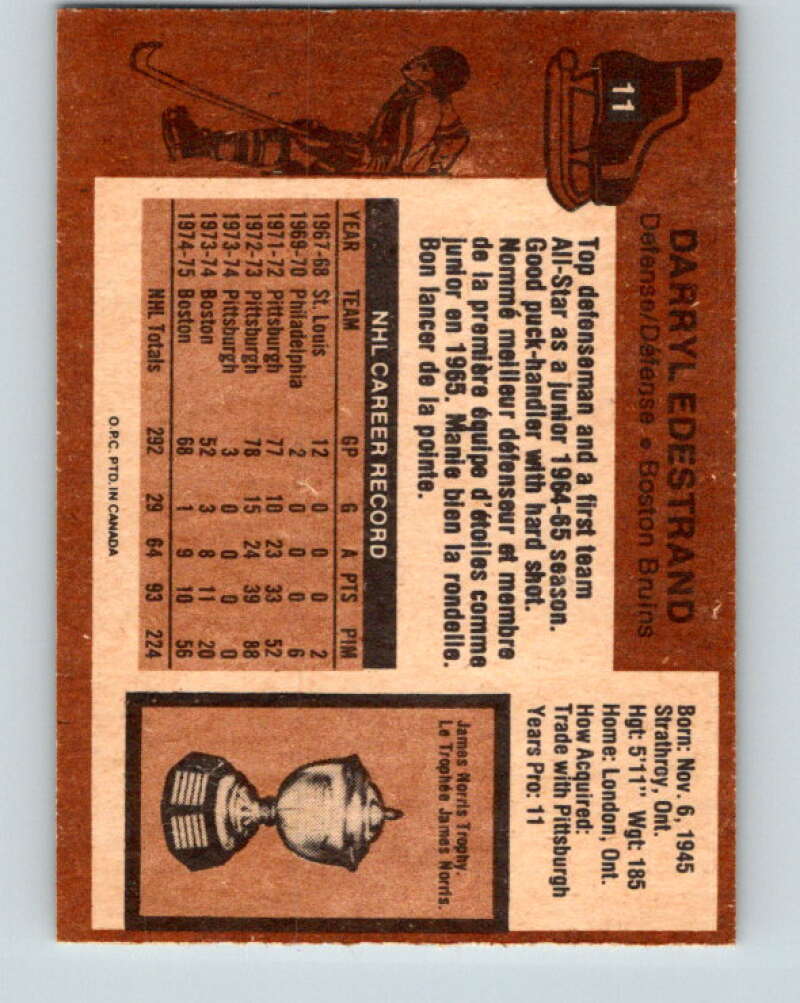 11
DARRYL EDESTRAND
Defense/Défense • Boston Bruins
Born: Nov. 6, 1945
Strathroy, Ont.
Hgt: 5'11" Wgt: 185
Home: London, Ont.
How Acquired:
Trade with Pittsburgh
Years Pro: 11
Top defenseman and a first team
All-Star as a junior 1964-65 season.
Good puck-handler with hard shot.
Nommé meilleur défenseur et membre
de la première équipe d'étoiles comme
junior en 1965. Manie bien la rondelle.
Bon lancer de la pointe.
NHL CAREER RECORD
YEAR TEAM GP G A PTS PIM
1967-68 St. Louis 12 0 0 0 2
1969-70 Philadelphia 2 0 0 0 6
1971-72 Pittsburgh 77 10 23 33 52
1972-73 Pittsburgh 78 15 24 39 88
1973-74 Pittsburgh 3 0 0 0 0
1973-74 Boston 52 3 8 11 20
1974-75 Boston 68 1 9 10 56
NHL Totals 292 29 64 93 224
James Norris Trophy.
Le Trophée James Norris.
O.P.C. PTD. IN CANADA